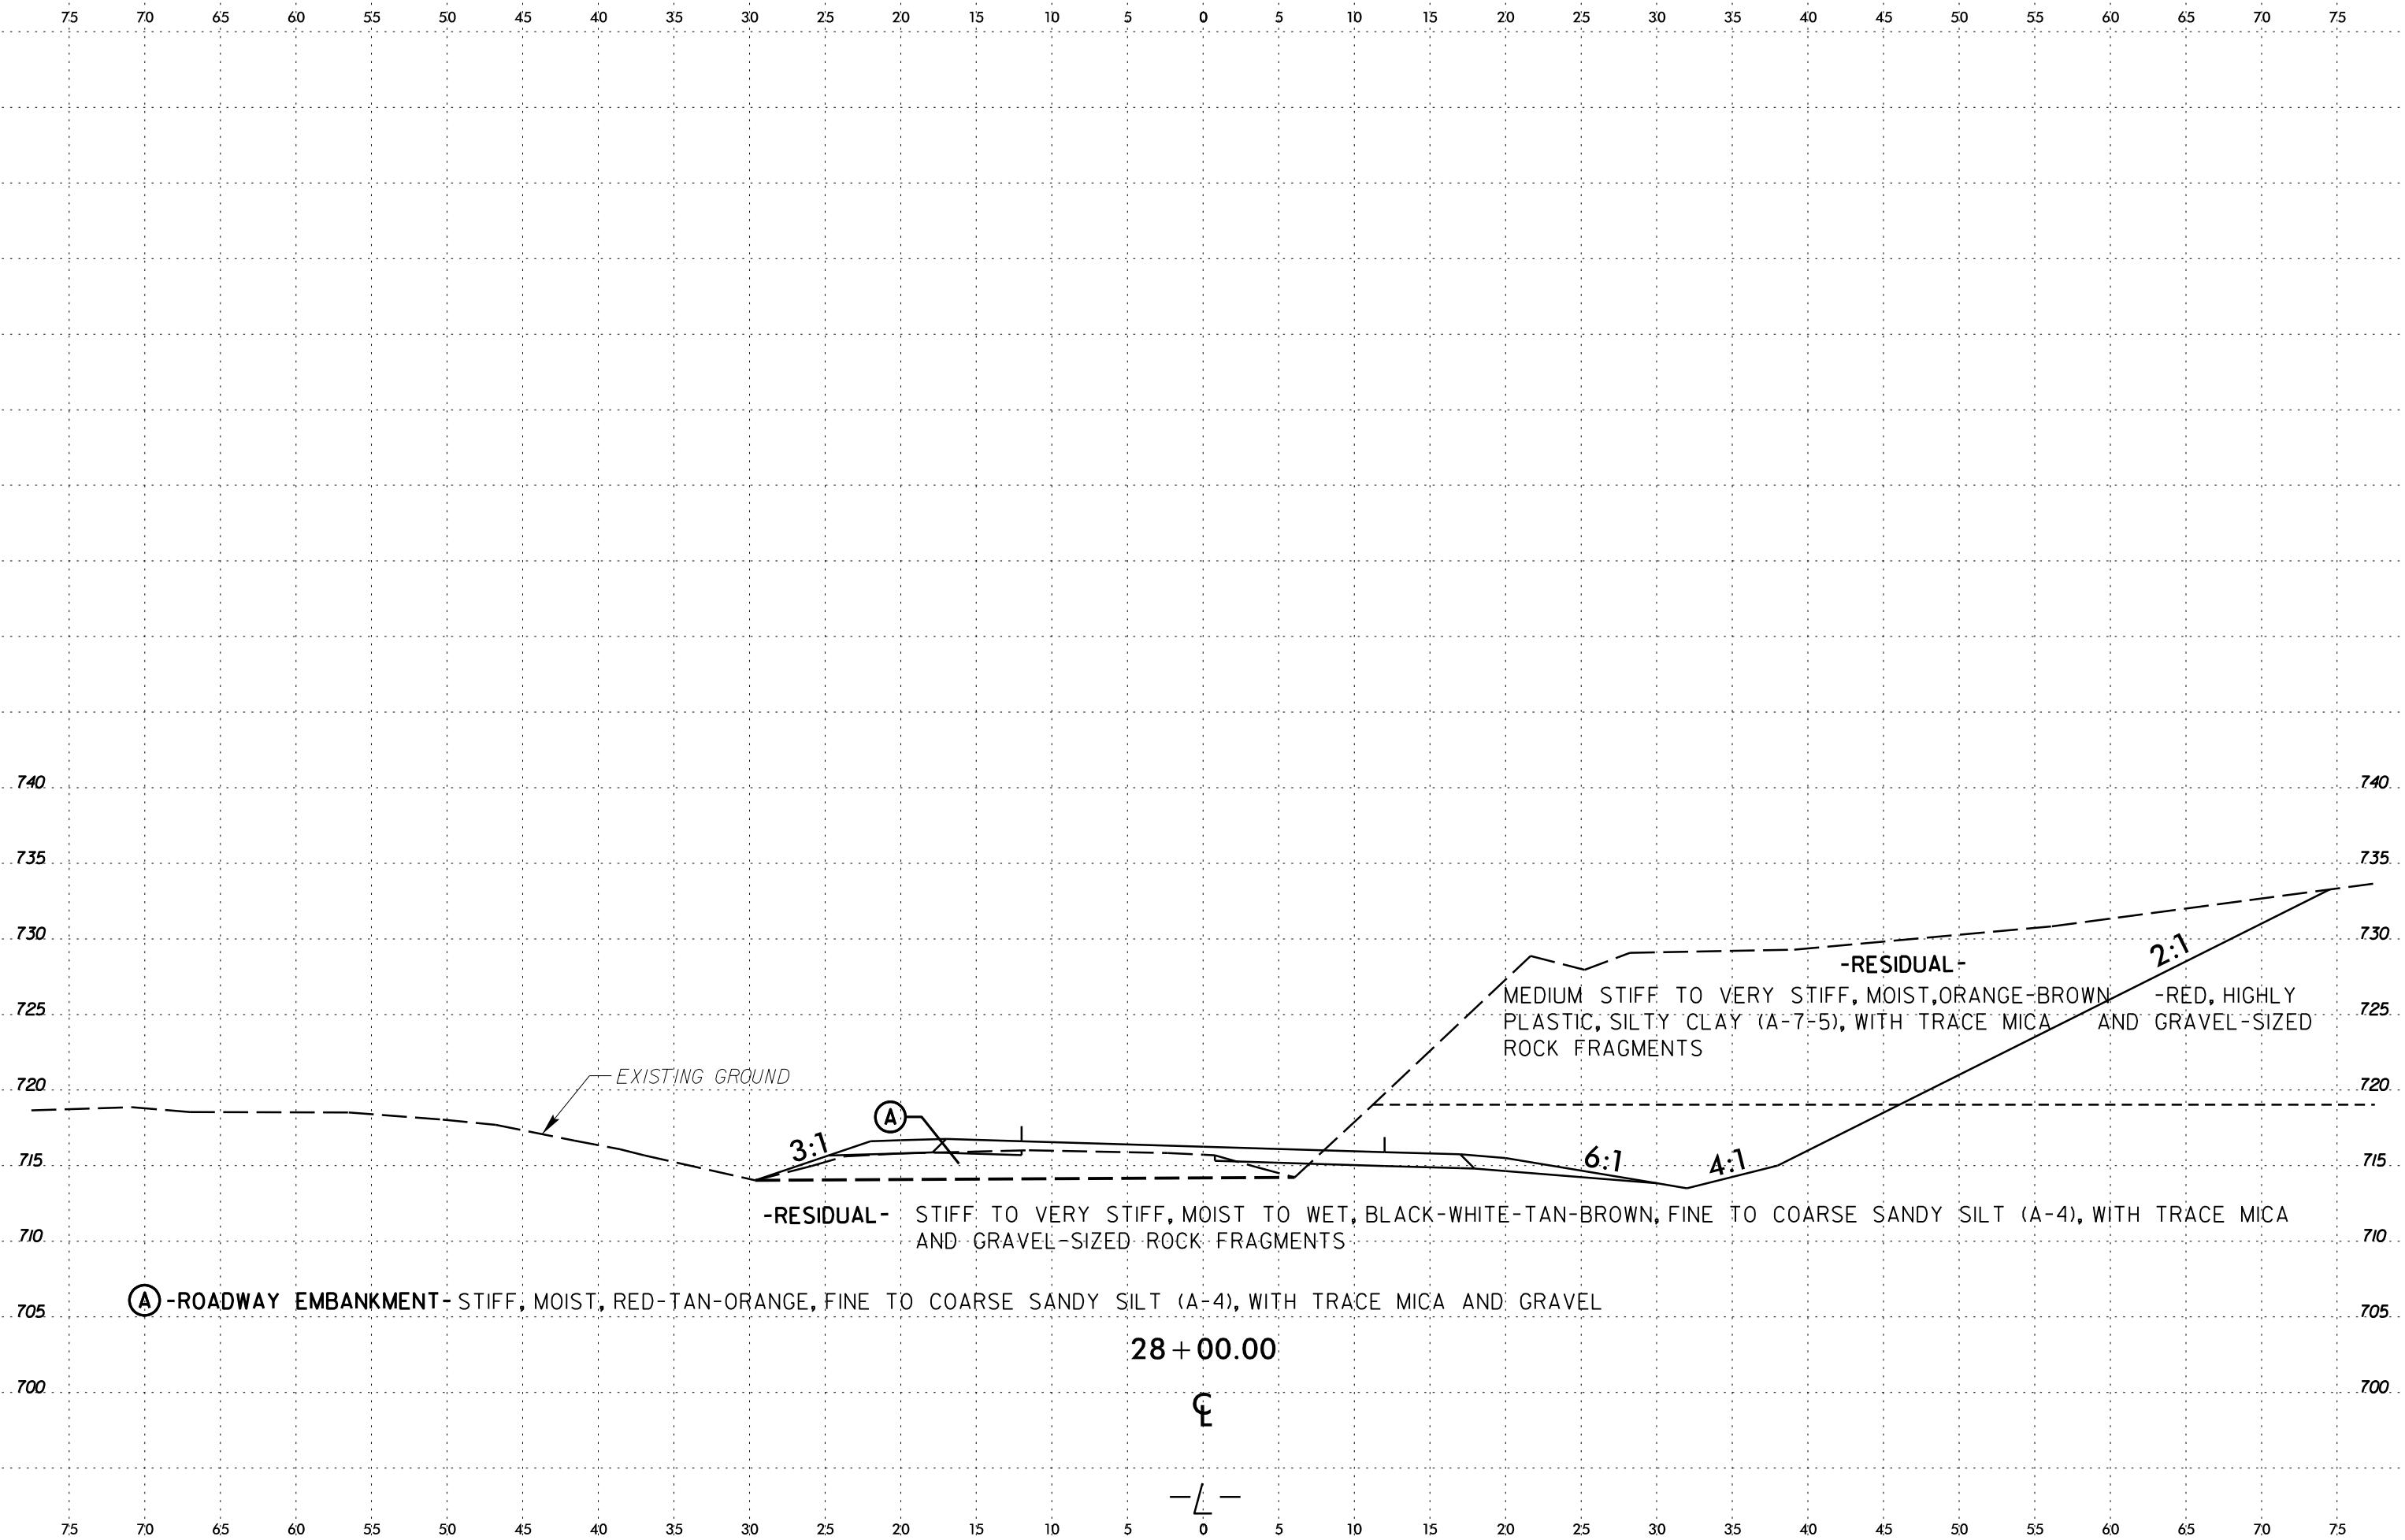 75 70 65 60 55 50 45 40 35 30 25 20 15 10 5 0 5 10 15 20 25 30 35 40 45 50 55 60 65 70 75
740 740
735 735
730 730
2:1
-RESIDUAL-
MEDIUM STIFF TO VERY STIFF, MOIST, ORANGE-BROWN -RED, HIGHLY
725 725
PLASTIC, SILTY CLAY (A-7-5), WITH TRACE MICA AND GRAVEL-SIZED
ROCK FRAGMENTS
720 720
EXISTING GROUND
A
3:1
715 6:1 4:1 715
-RESIDUAL- STIFF TO VERY STIFF, MOIST TO WET, BLACK-WHITE-TAN-BROWN, FINE TO COARSE SANDY SILT (A-4), WITH TRACE MICA
710 AND GRAVEL-SIZED ROCK FRAGMENTS 710
A -ROADWAY EMBANKMENT- STIFF, MOIST, RED-TAN-ORANGE, FINE TO COARSE SANDY SILT (A-4), WITH TRACE MICA AND GRAVEL
705 705
28+00.00
700 700
℄
-L-
75 70 65 60 55 50 45 40 35 30 25 20 15 10 5 0 5 10 15 20 25 30 35 40 45 50 55 60 65 70 75